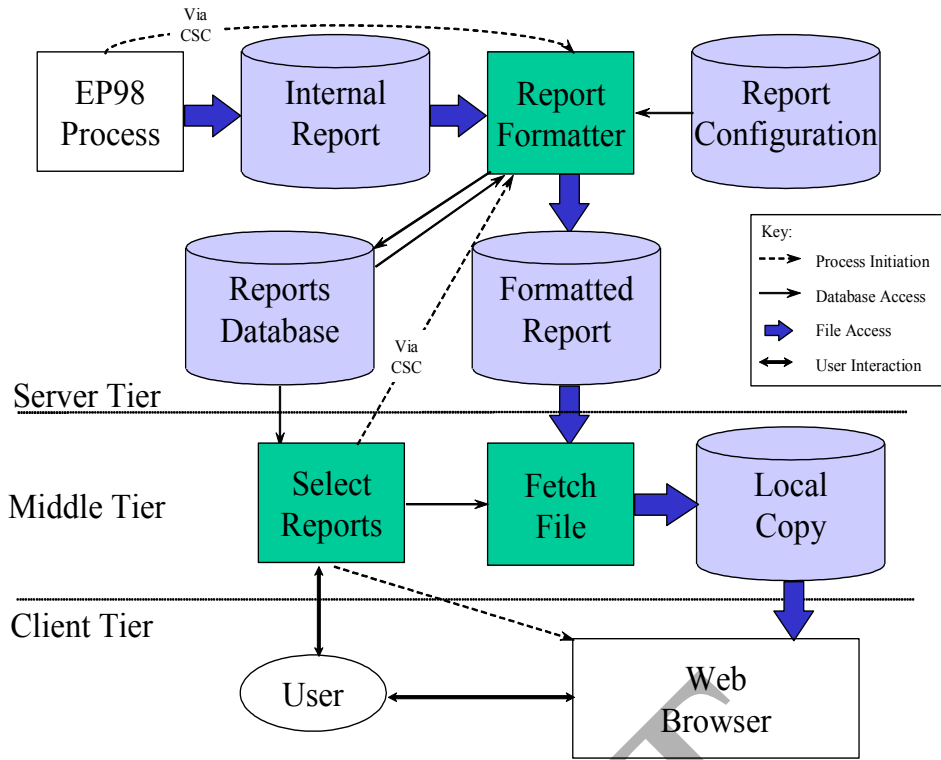 Via
CSC
EP98
Process
Internal
Report
Report
Formatter
Report
Configuration
Reports
Database
Formatted
Report
Via
CSC
Key:
Process Initiation
Database Access
File Access
User Interaction
Server Tier
Middle Tier
Select
Reports
Fetch
File
Local
Copy
Client Tier
User
Web
Browser
T